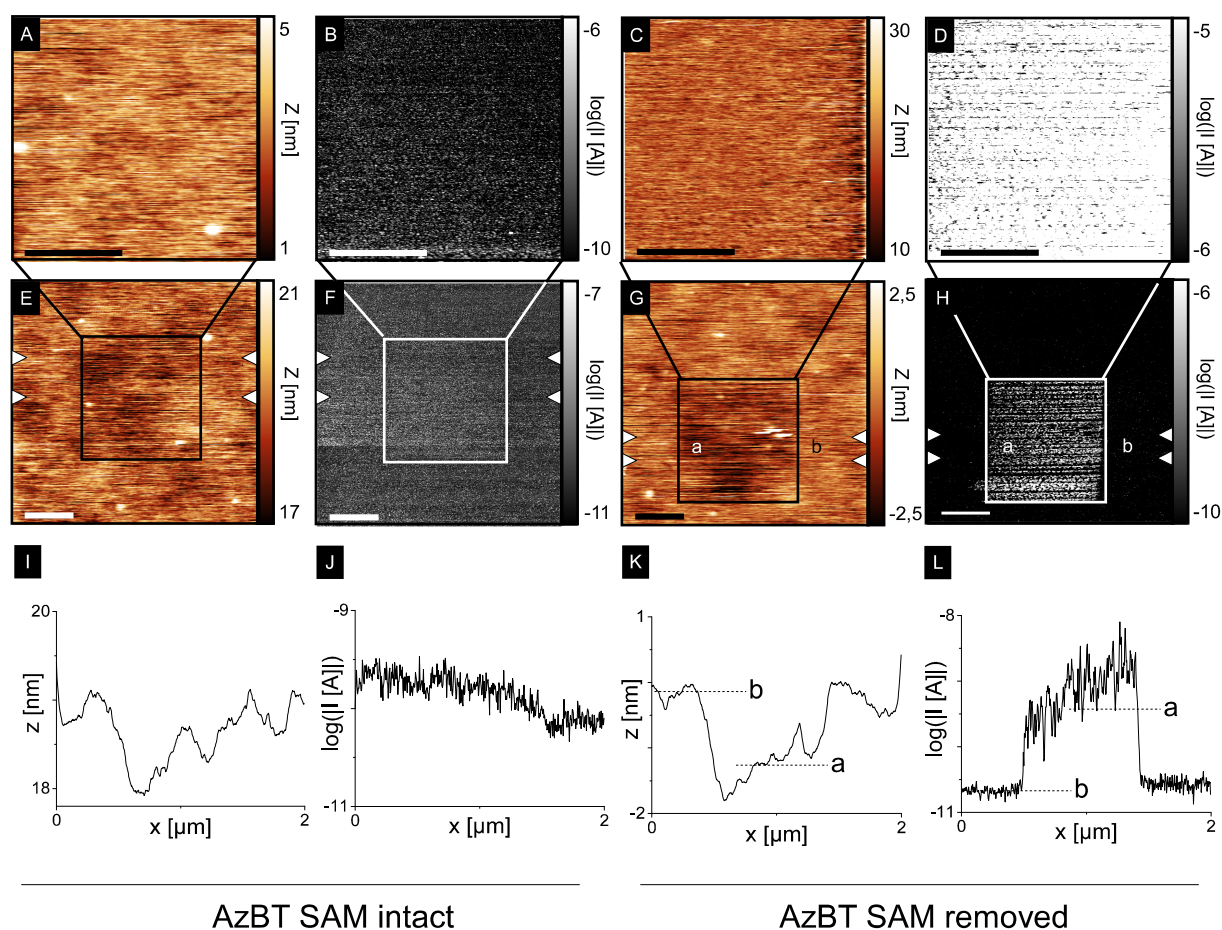 A
5
Z [nm]
1
B
-6
log(|I [A]|)
-10
C
30
Z [nm]
10
D
-5
log(|I [A]|)
-6
E
21
Z [nm]
17
F
-7
log(|I [A]|)
-11
G
a
b
2,5
Z [nm]
-2,5
H
a
b
-6
log(|I [A]|)
-10
I
20
z [nm]
18
0
2
x [µm]
J
-9
log(|I [A]|)
-11
0
2
x [µm]
K
1
z [nm]
b
a
-2
0
2
x [µm]
L
-8
log(|I [A]|)
a
b
-11
0
2
x [µm]
AzBT SAM intact
AzBT SAM removed